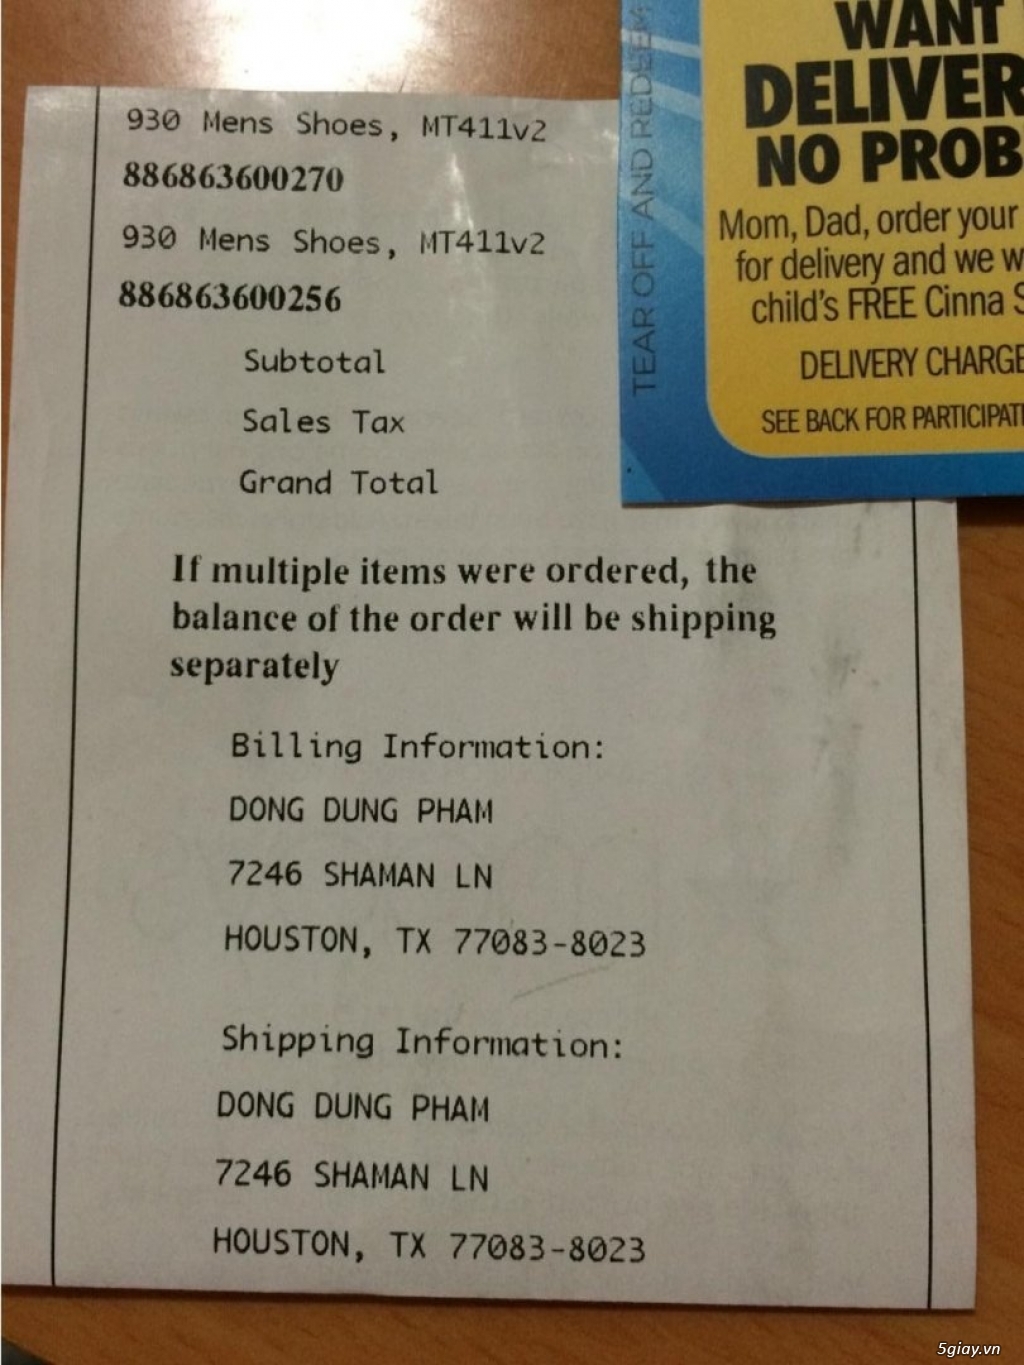 930 Mens Shoes, MT411v2
886863600270
930 Mens Shoes, MT411v2
886863600256
Subtotal
Sales Tax
Grand Total
If multiple items were ordered, the
balance of the order will be shipping
separately
Billing Information:
DONG DUNG PHAM
7246 SHAMAN LN
HOUSTON, TX 77083-8023
Shipping Information:
DONG DUNG PHAM
7246 SHAMAN LN
HOUSTON, TX 77083-8023
TEAR OFF AND REDEEM
WANT
DELIVER
NO PROB
Mom, Dad, order your
for delivery and we w
child's FREE Cinna S
DELIVERY CHARGE
SEE BACK FOR PARTICIPATI
5giay.vn